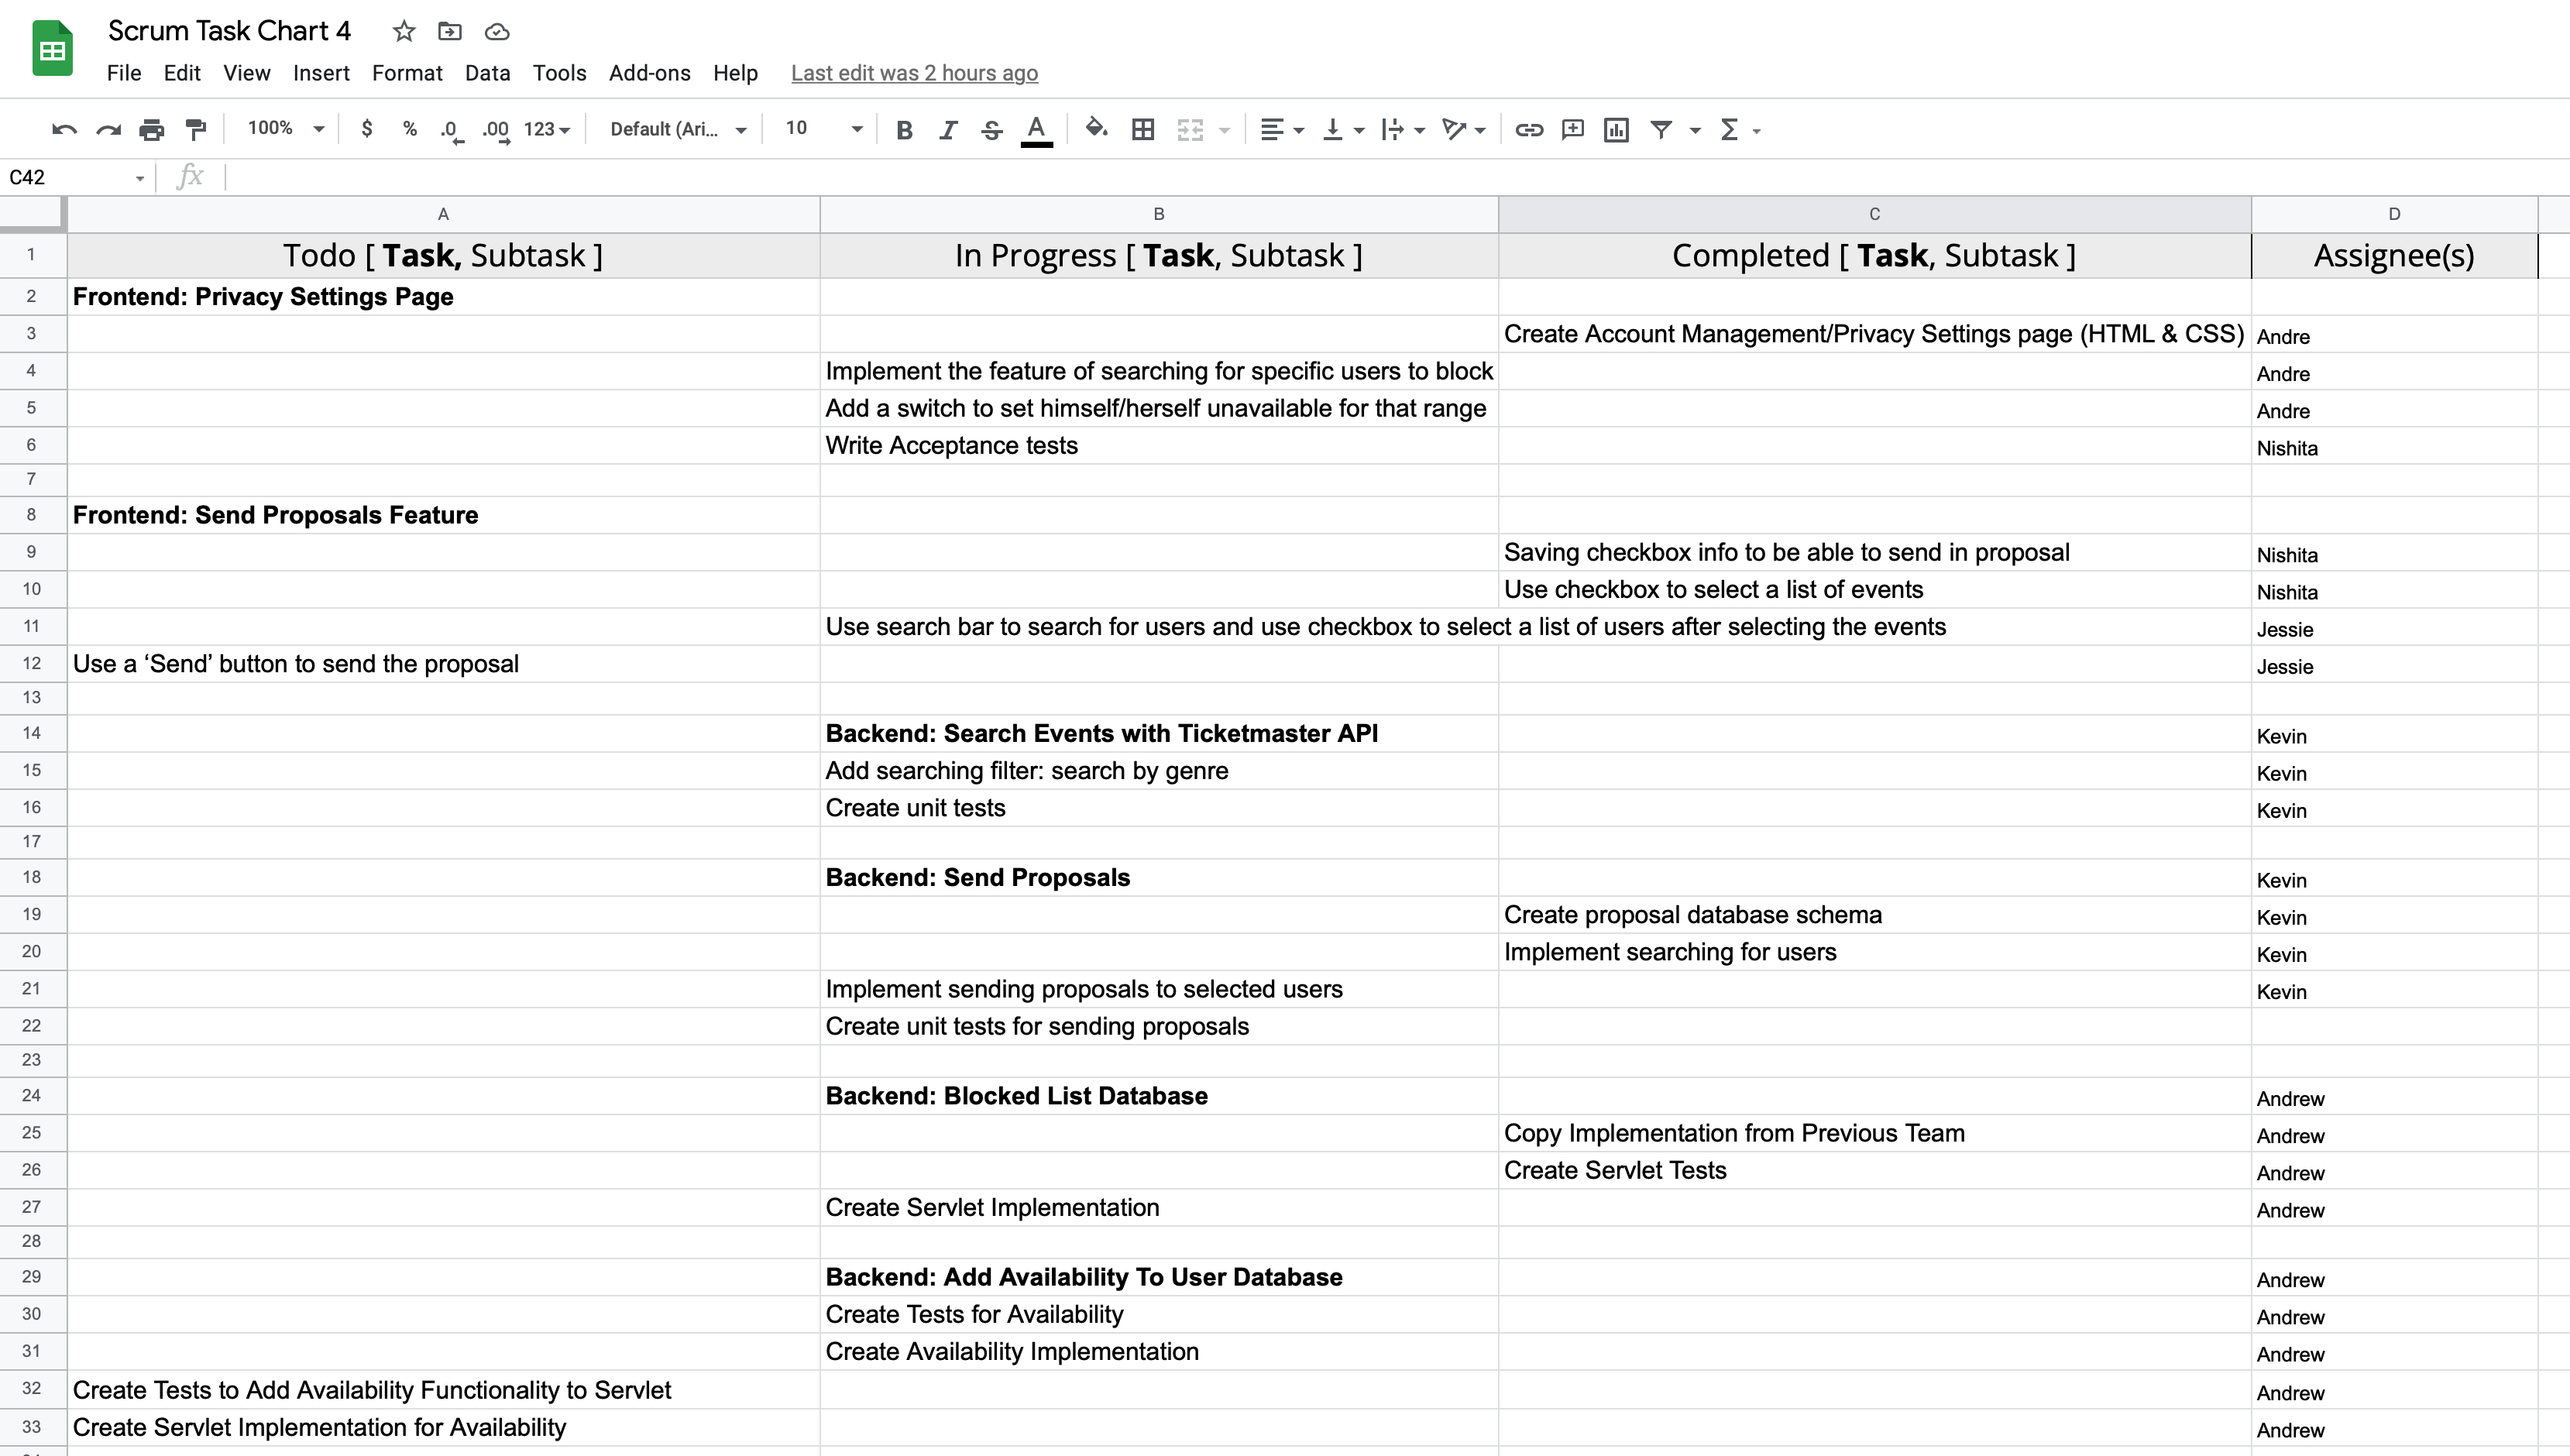 Scrum Task Chart 4
File Edit View Insert Format Data Tools Add-ons Help Last edit was 2 hours ago
100% $ % .0 .00 123 Default (Ari... 10 B I S A Σ
C42 fx
A B C D
1 Todo [ Task, Subtask ] In Progress [ Task, Subtask ] Completed [ Task, Subtask ] Assignee(s)
2 Frontend: Privacy Settings Page
3 Create Account Management/Privacy Settings page (HTML & CSS) Andre
4 Implement the feature of searching for specific users to block Andre
5 Add a switch to set himself/herself unavailable for that range Andre
6 Write Acceptance tests Nishita
7
8 Frontend: Send Proposals Feature
9 Saving checkbox info to be able to send in proposal Nishita
10 Use checkbox to select a list of events Nishita
11 Use search bar to search for users and use checkbox to select a list of users after selecting the events Jessie
12 Use a ‘Send’ button to send the proposal Jessie
13
14 Backend: Search Events with Ticketmaster API Kevin
15 Add searching filter: search by genre Kevin
16 Create unit tests Kevin
17
18 Backend: Send Proposals Kevin
19 Create proposal database schema Kevin
20 Implement searching for users Kevin
21 Implement sending proposals to selected users Kevin
22 Create unit tests for sending proposals
23
24 Backend: Blocked List Database Andrew
25 Copy Implementation from Previous Team Andrew
26 Create Servlet Tests Andrew
27 Create Servlet Implementation Andrew
28
29 Backend: Add Availability To User Database Andrew
30 Create Tests for Availability Andrew
31 Create Availability Implementation Andrew
32 Create Tests to Add Availability Functionality to Servlet Andrew
33 Create Servlet Implementation for Availability Andrew